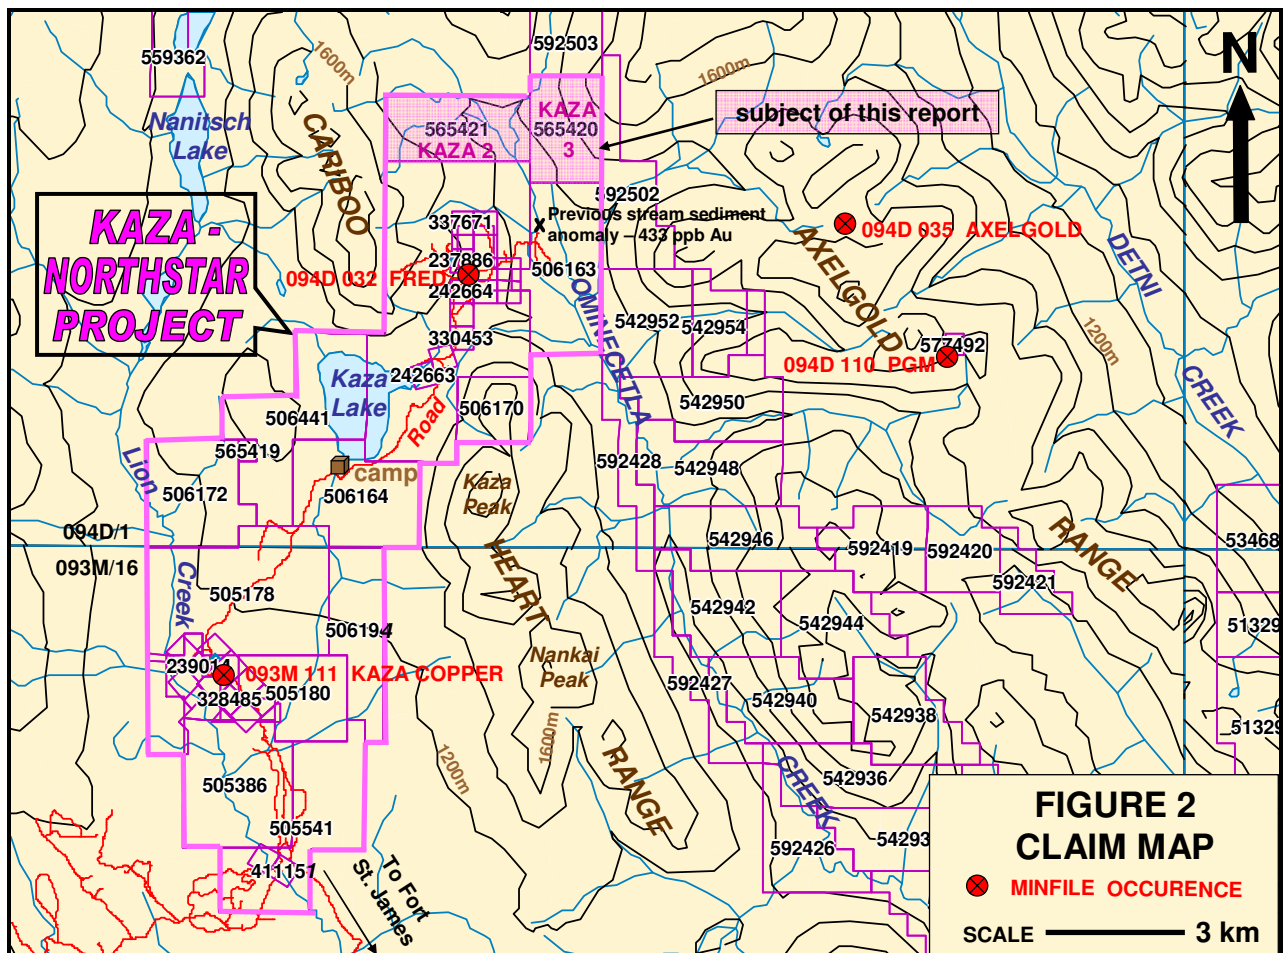 592503
559362
1600m
1600m
N
Nanitsch
Lake
CARIBOO
KAZA
565421
565420
KAZA 2
3
subject of this report
592502
KAZA -
NORTHSTAR
PROJECT
337671
X Previous stream sediment
anomaly – 433 ppb Au
094D 035 AXELGOLD
AXELGOLD
DETNI
237886
094D 032 FRED
506163
242664
OMINECETLA
542952
542954
330453
577492
1200m
094D 110 PGM
Kaza
Lake
242663
CREEK
506441
Road
506170
542950
565419
Lion
592428
542948
camp
506172
506164
Kaza
Peak
094D/1
093M/16
542946
592419
592420
RANGE
53468
592421
HEART
Creek
505178
506194
542942
542944
51329
Nankai
Peak
239014
093M 111 KAZA COPPER
328485
505180
592427
542940
542938
51329
1600m
1200m
RANGE
CREEK
505386
542936
505541
592426
54293
411151
To Fort
St. James
FIGURE 2
CLAIM MAP
MINFILE OCCURENCE
SCALE
3 km